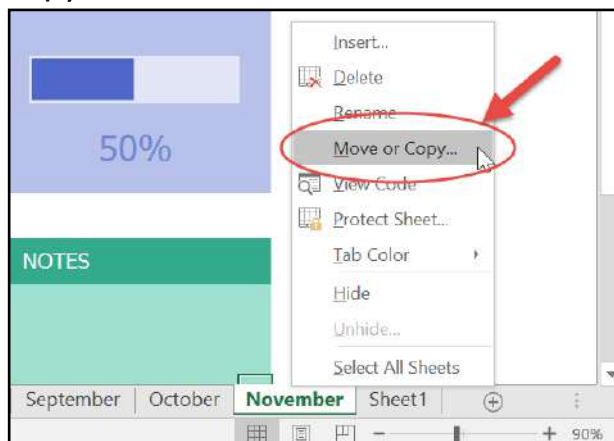 Insert...
Delete
Rename
50%
Move or Copy...
View Code
Protect Sheet...
NOTES
Tab Color
Hide
Unhide...
Select All Sheets
September October November Sheet1
90%